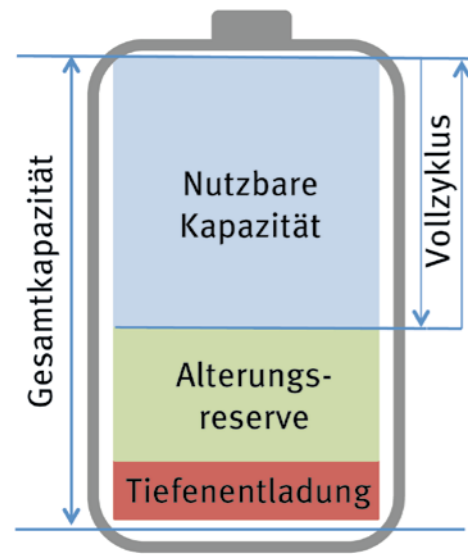 Gesamtkapazität
Nutzbare
Kapazität
Vollzyklus
Alterungs-
reserve
Tiefenentladung